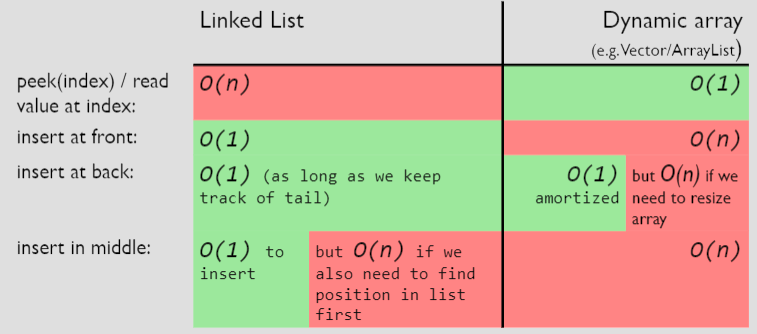 Linked List
Dynamic array
(e.g. Vector/ArrayList)
peek(index) / read
value at index:
O(n)
O(1)
insert at front:
O(1)
O(n)
insert at back:
O(1) (as long as we keep
track of tail)
O(1)
amortized
but O(n) if we
need to resize
array
insert in middle:
O(1) to
insert
but O(n) if we
also need to find
position in list
first
O(n)